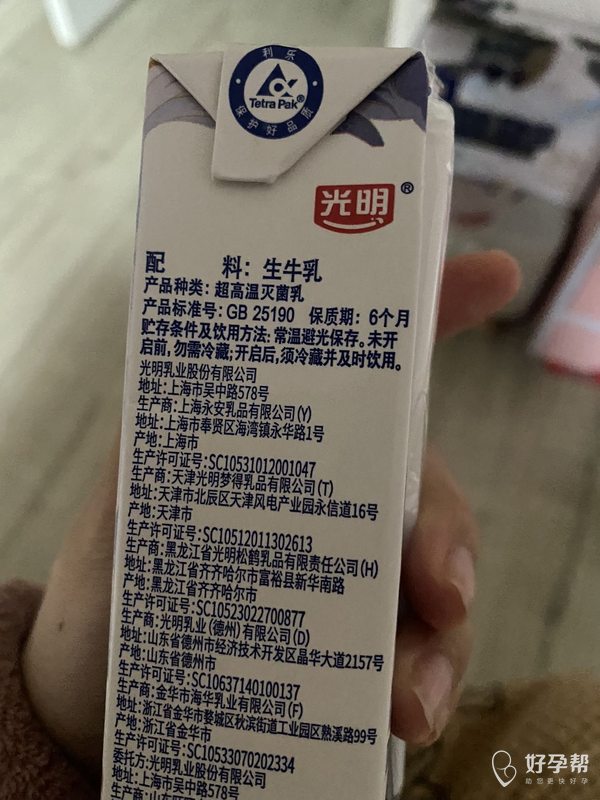 利乐
Tetra Pak®
保护好品质
光明®
配 料：生牛乳
产品种类：超高温灭菌乳
产品标准号：GB 25190 保质期：6个月
贮存条件及饮用方法：常温避光保存。未开
启前，勿需冷藏；开启后，须冷藏并及时饮用。
光明乳业股份有限公司
地址：上海市吴中路578号
生产商：上海永安乳品有限公司(Y)
地址：上海市奉贤区海湾镇永华路1号
产地：上海市
生产许可证号：SC10531012001047
生产商：天津光明梦得乳品有限公司(T)
地址：天津市北辰区天津风电产业园永信道16号
产地：天津市
生产许可证号：SC10512011302613
生产商：黑龙江省光明松鹤乳品有限责任公司(H)
地址：黑龙江省齐齐哈尔市富裕县新华南路
产地：黑龙江省齐齐哈尔市
生产许可证号：SC10523022700877
生产商：光明乳业(德州)有限公司(D)
地址：山东省德州市经济技术开发区晶华大道2157号
产地：山东省德州市
生产许可证号：SC10637140100137
生产商：金华市海华乳业有限公司(F)
地址：浙江省金华市婺城区秋滨街道工业园区熟溪路99号
产地：浙江省金华市
生产许可证号：SC10533070202334
委托方：光明乳业股份有限公司
地址：上海市吴中路578号
好孕帮
助您更快好孕